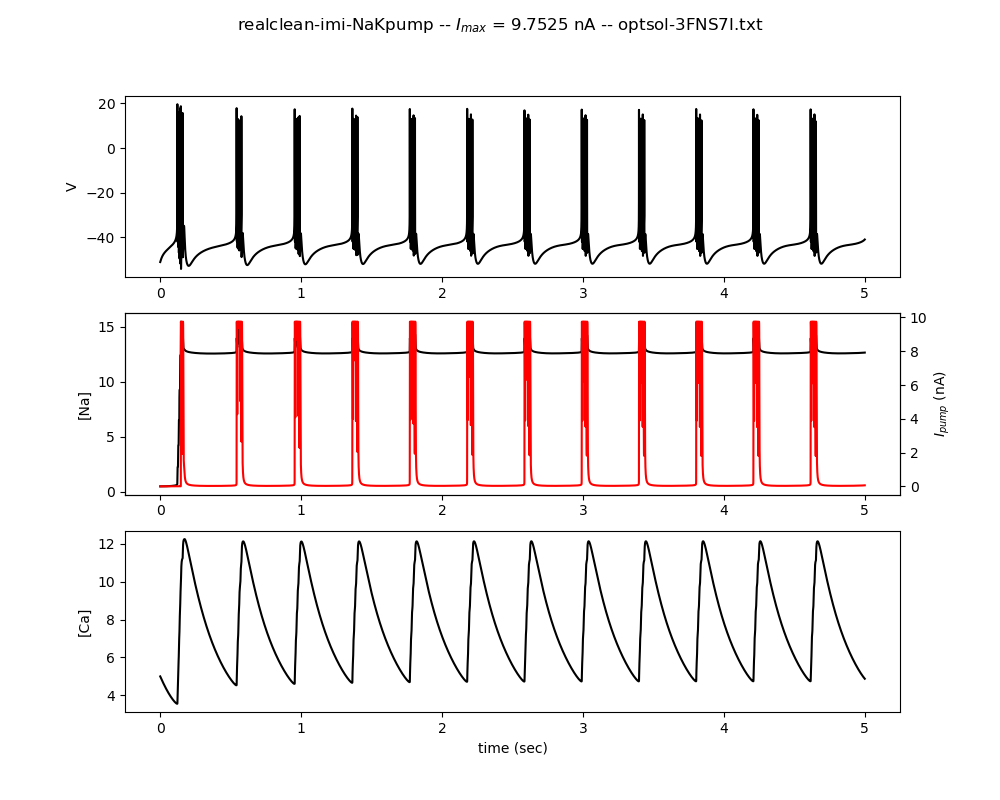 realclean-imi-NaKpump -- I_max = 9.7525 nA -- optsol-3FNS7I.txt
20
0
−20
−40
V
0 1 2 3 4 5
15
10
5
0
[Na]
10
8
6
4
2
0
I_pump (nA)
0 1 2 3 4 5
12
10
8
6
4
[Ca]
0 1 2 3 4 5
time (sec)